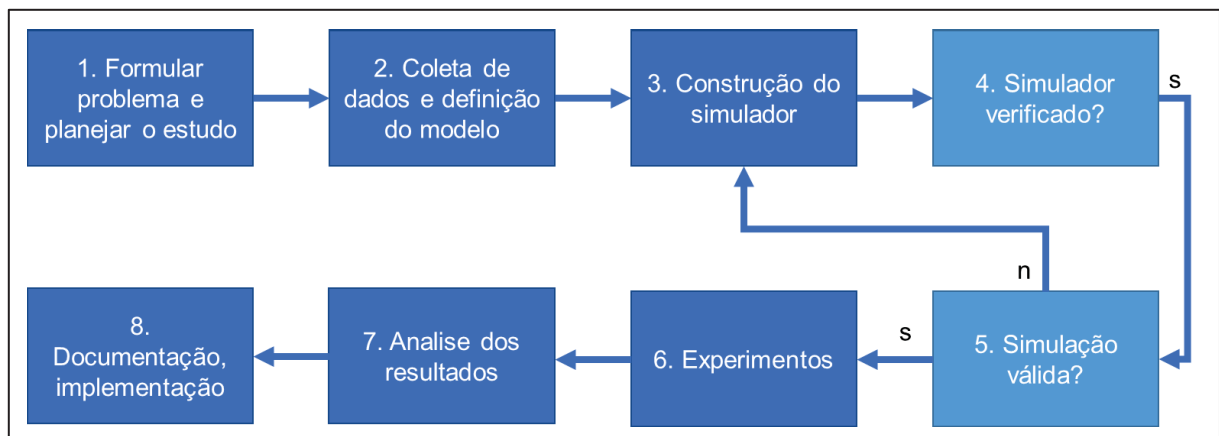 1. Formular
problema e
planejar o estudo
2. Coleta de
dados e definição
do modelo
3. Construção do
simulador
4. Simulador
verificado?
s
n
8.
Documentação,
implementação
7. Analise dos
resultados
6. Experimentos
s
5. Simulação
válida?